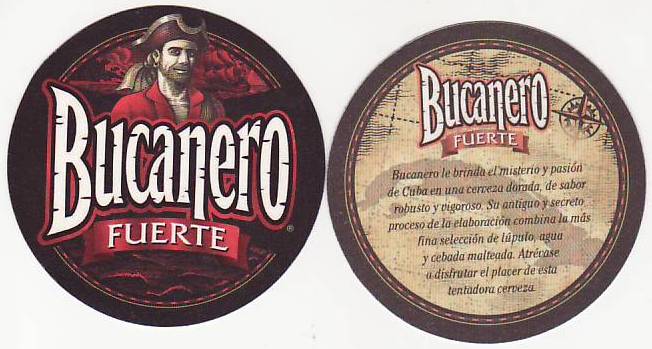 Bucanero
FUERTE
®
Bucanero
FUERTE
Bucanero le brinda el misterio y pasión
de Cuba en una cerveza dorada, de sabor
robusto y vigoroso. Su antiguo y secreto
proceso de la elaboración combina la más
fina selección de lúpulo, agua
y cebada malteada. Atrévase
a disfrutar el placer de esta
tentadora cerveza.